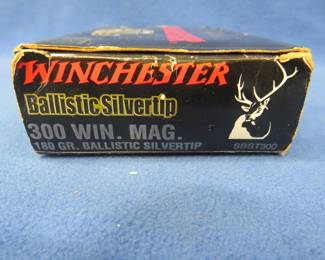 WINCHESTER
Ballistic Silvertip
300 WIN. MAG.
180 GR. BALLISTIC SILVERTIP
SBST300